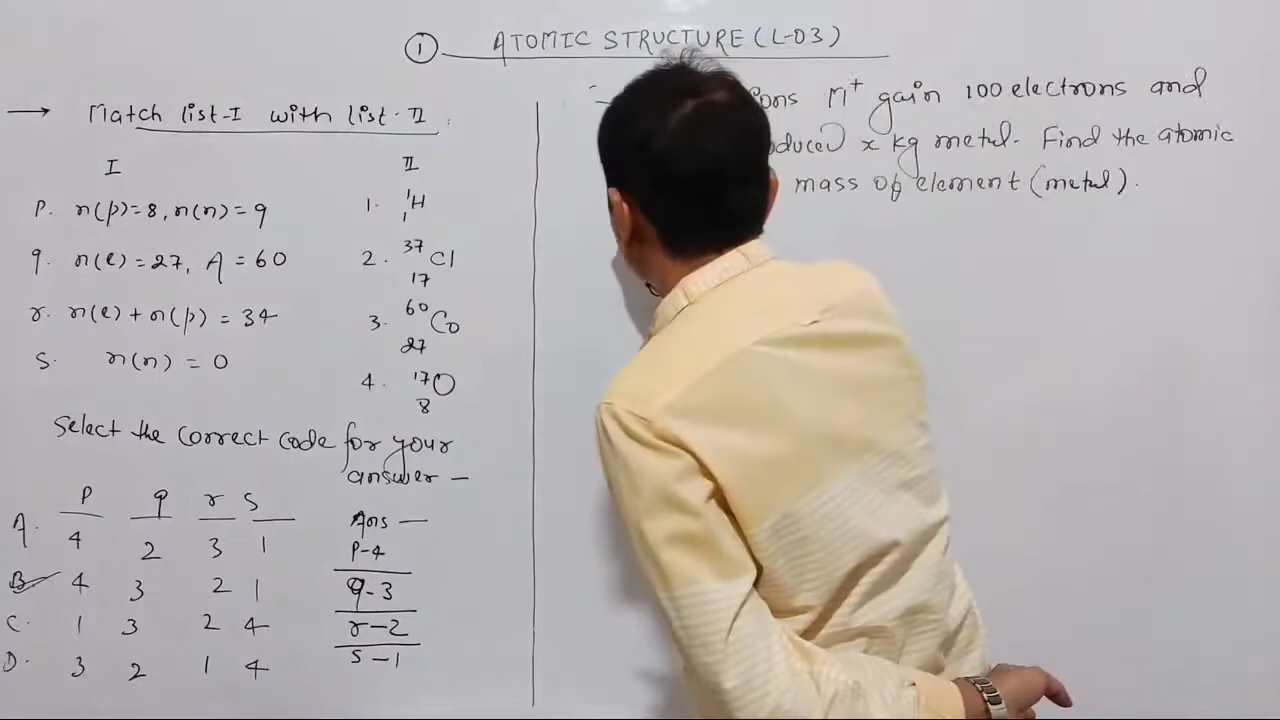 ① ATOMIC STRUCTURE (L-03)
→ Match list-I with list-II.
I II
p. n(p)=8, n(n)=9 1. ¹₁H
q. n(e)=27, A=60 2. ³⁷₁₇Cl
r. n(e)+n(p)=34 3. ⁶⁰₂₇Co
s. n(n)=0 4. ¹⁷₈O
Select the correct code for your
answer —
p q r s
A. 4 2 3 1
B. 4 3 2 1
C. 1 3 2 4
D. 3 2 1 4
Ans —
p-4
q-3
r-2
s-1
ions M⁺ gain 100 electrons and
x kg metal. Find the atomic
mass of element (metal).